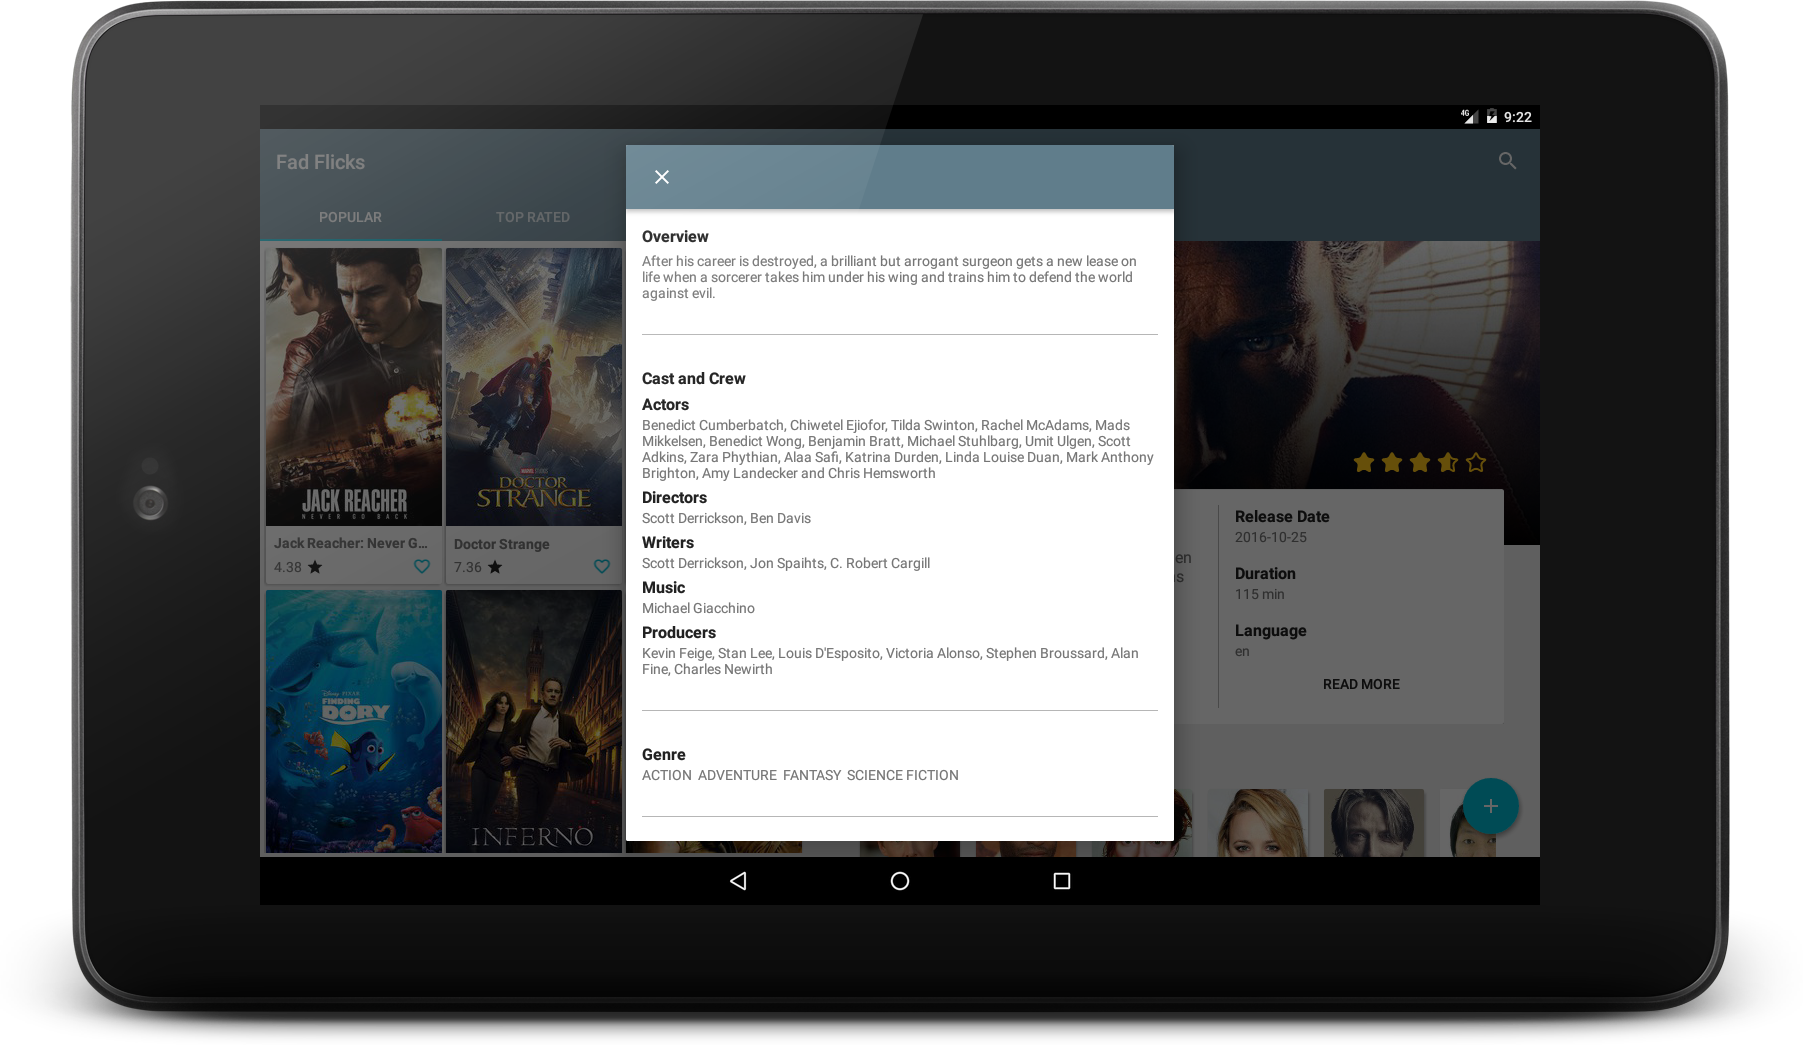 4G 9:22
Fad Flicks
POPULAR
TOP RATED
JACK REACHER
NEVER GO BACK
Jack Reacher: Never G...
4.38
MARVEL STUDIOS
DOCTOR
STRANGE
Doctor Strange
7.36
Disney PIXAR
FINDING
DORY
INFERNO
Overview
After his career is destroyed, a brilliant but arrogant surgeon gets a new lease on
life when a sorcerer takes him under his wing and trains him to defend the world
against evil.
Cast and Crew
Actors
Benedict Cumberbatch, Chiwetel Ejiofor, Tilda Swinton, Rachel McAdams, Mads
Mikkelsen, Benedict Wong, Benjamin Bratt, Michael Stuhlbarg, Umit Ulgen, Scott
Adkins, Zara Phythian, Alaa Safi, Katrina Durden, Linda Louise Duan, Mark Anthony
Brighton, Amy Landecker and Chris Hemsworth
Directors
Scott Derrickson, Ben Davis
Writers
Scott Derrickson, Jon Spaihts, C. Robert Cargill
Music
Michael Giacchino
Producers
Kevin Feige, Stan Lee, Louis D'Esposito, Victoria Alonso, Stephen Broussard, Alan
Fine, Charles Newirth
Genre
ACTION ADVENTURE FANTASY SCIENCE FICTION
en
s
Release Date
2016-10-25
Duration
115 min
Language
en
READ MORE